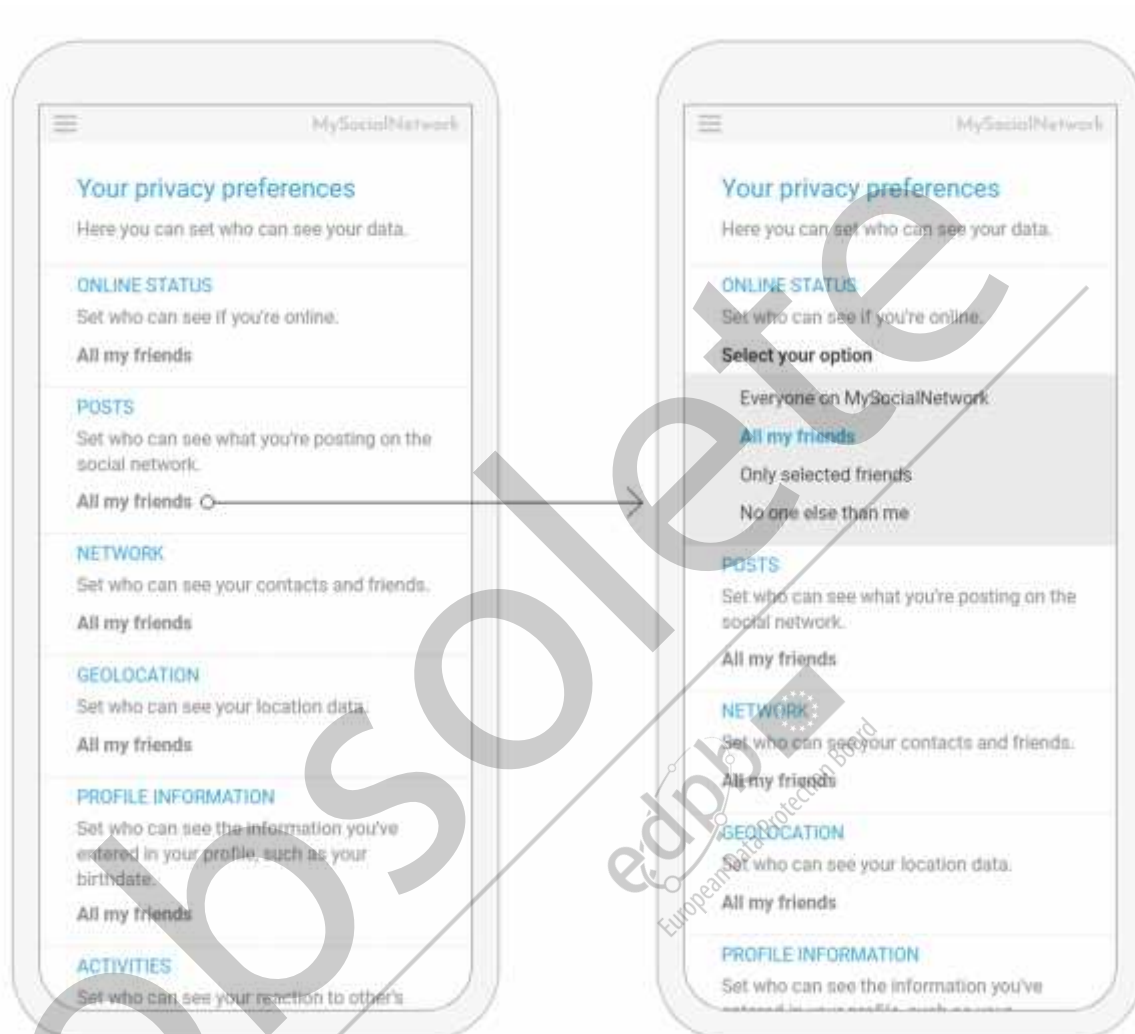 MySocialNetwork
Your privacy preferences
Here you can set who can see your data.
ONLINE STATUS
Set who can see if you're online.
All my friends
POSTS
Set who can see what you're posting on the
social network.
All my friends
NETWORK
Set who can see your contacts and friends.
All my friends
GEOLOCATION
Set who can see your location data.
All my friends
PROFILE INFORMATION
Set who can see the information you've
entered in your profile, such as your
birthdate.
All my friends
ACTIVITIES
Set who can see your reaction to other's
MySocialNetwork
Your privacy preferences
Here you can set who can see your data.
ONLINE STATUS
Set who can see if you're online.
Select your option
Everyone on MySocialNetwork
All my friends
Only selected friends
No one else than me
POSTS
Set who can see what you're posting on the
social network.
All my friends
NETWORK
Set who can see your contacts and friends.
All my friends
GEOLOCATION
Set who can see your location data.
All my friends
PROFILE INFORMATION
Set who can see the information you've
entered in your profile, such as your
obsolete
edpb
European Data Protection Board